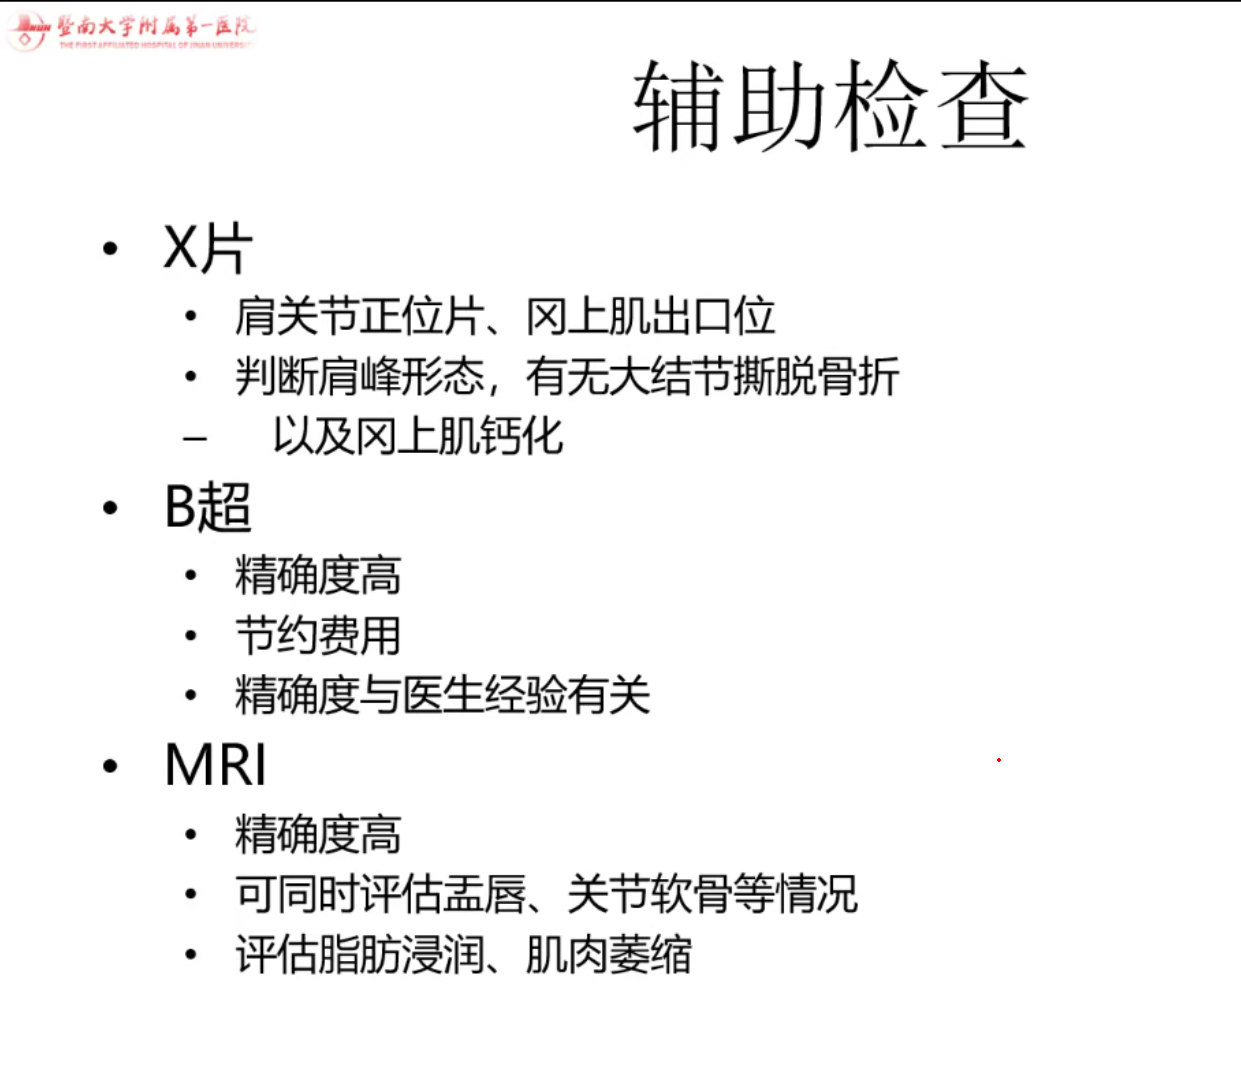 暨南大学附属第一医院
THE FIRST AFFILIATED HOSPITAL OF JINAN UNIVERSITY
辅助检查
• X片
• 肩关节正位片、冈上肌出口位
• 判断肩峰形态，有无大结节撕脱骨折
– 以及冈上肌钙化
• B超
• 精确度高
• 节约费用
• 精确度与医生经验有关
• MRI
• 精确度高
• 可同时评估盂唇、关节软骨等情况
• 评估脂肪浸润、肌肉萎缩